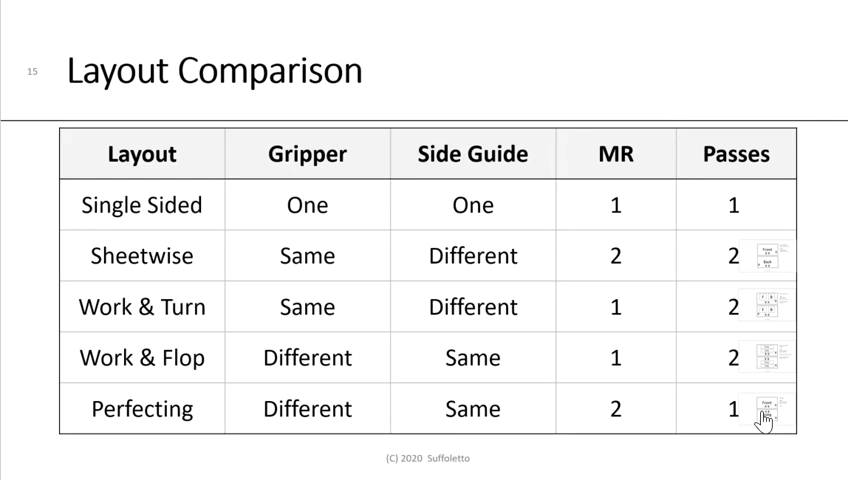 15
Layout Comparison
Layout Gripper Side Guide MR Passes
Single Sided One One 1 1
Sheetwise Same Different 2 2
Work & Turn Same Different 1 2
Work & Flop Different Same 1 2
Perfecting Different Same 2 1
(C) 2020 Suffoletto